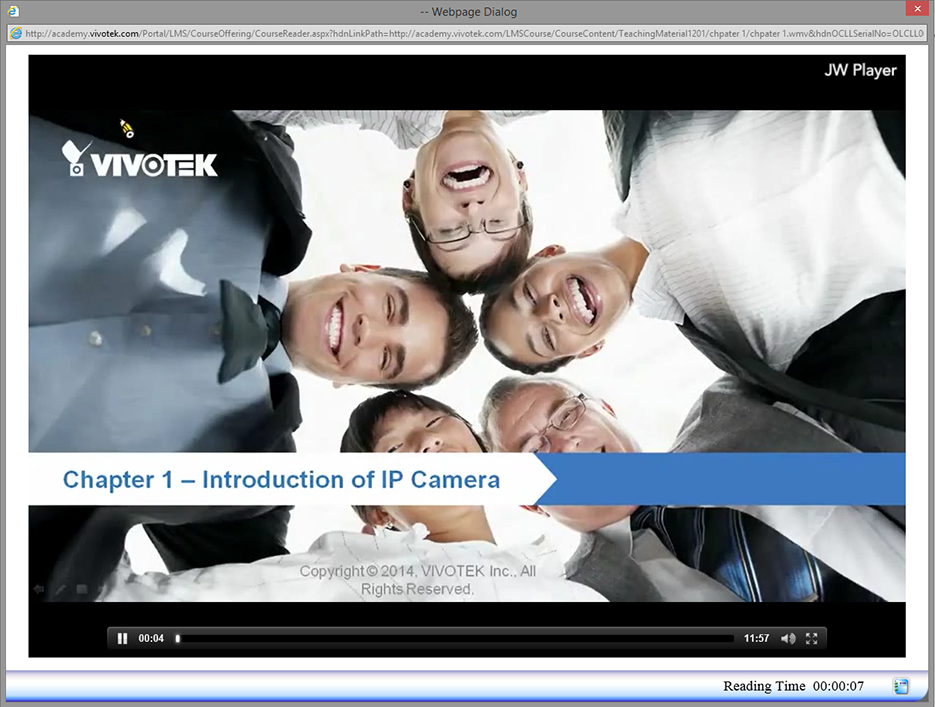 -- Webpage Dialog
http://academy.vivotek.com/Portal/LMS/CourseOffering/CourseReader.aspx?hdnLinkPath=http://academy.vivotek.com/LMSCourse/CourseContent/TeachingMaterial1201/chpater 1/chpater 1.wmv&hdnOCLLSerialNo=OLCLL0
JW Player
VIVOTEK
Chapter 1 – Introduction of IP Camera
Copyright © 2014, VIVOTEK Inc., All
Rights Reserved.
00:04 11:57
Reading Time 00:00:07